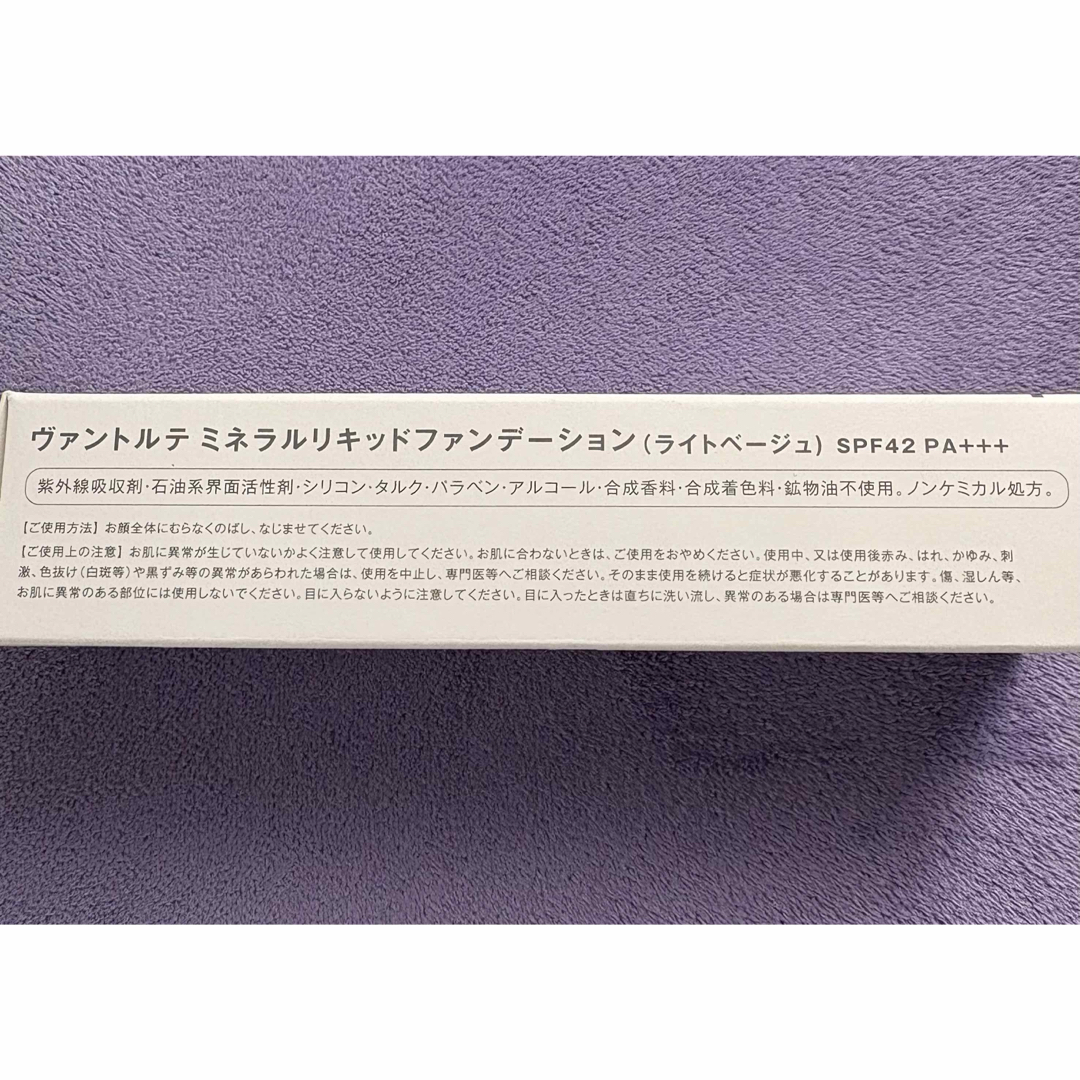 ヴァントルテ ミネラルリキッドファンデーション(ライトベージュ) SPF42 PA+++
紫外線吸収剤・石油系界面活性剤・シリコン・タルク・パラベン・アルコール・合成香料・合成着色料・鉱物油不使用。ノンケミカル処方。
【ご使用方法】お顔全体にむらなくのばし、なじませてください。
【ご使用上の注意】お肌に異常が生じていないかよく注意して使用してください。お肌に合わないときは、ご使用をおやめください。使用中、又は使用後赤み、はれ、かゆみ、刺
激、色抜け(白斑等)や黒ずみ等の異常があらわれた場合は、使用を中止し、専門医等へご相談ください。そのまま使用を続けると症状が悪化することがあります。傷、湿しん等、
お肌に異常のある部位には使用しないでください。目に入らないように注意してください。目に入ったときは直ちに洗い流し、異常のある場合は専門医等へご相談ください。